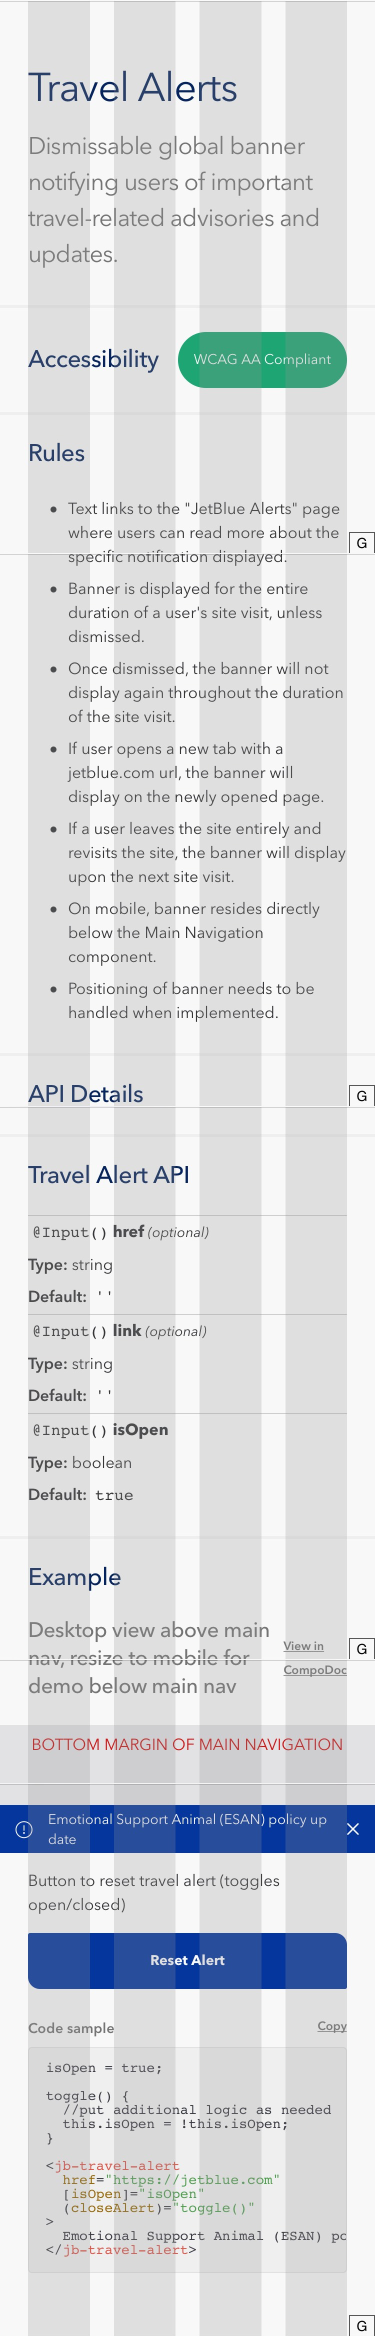 Travel Alerts
Dismissable global banner
notifying users of important
travel-related advisories and
updates.
Accessibility
WCAG AA Compliant
Rules
Text links to the "JetBlue Alerts" page
where users can read more about the
G
specific notification displayed.
Banner is displayed for the entire
duration of a user's site visit, unless
dismissed.
Once dismissed, the banner will not
display again throughout the duration
of the site visit.
If user opens a new tab with a
jetblue.com url, the banner will
display on the newly opened page.
If a user leaves the site entirely and
revisits the site, the banner will display
upon the next site visit.
On mobile, banner resides directly
below the Main Navigation
component.
Positioning of banner needs to be
handled when implemented.
API Details
G
Travel Alert API
@Input() href (optional)
Type: string
Default: ''
@Input() link (optional)
Type: string
Default: ''
@Input() isOpen
Type: boolean
Default: true
Example
Desktop view above main
nav, resize to mobile for
demo below main nav
View in
CompoDoc
G
BOTTOM MARGIN OF MAIN NAVIGATION
Emotional Support Animal (ESAN) policy up
date
Button to reset travel alert (toggles
open/closed)
Reset Alert
Code sample
Copy
isOpen = true;
toggle() {
//put additional logic as needed
this.isOpen = !this.isOpen;
}
<jb-travel-alert
href="https://jetblue.com"
[isOpen]="isOpen"
(closeAlert)="toggle()"
>
Emotional Support Animal (ESAN) po
</jb-travel-alert>
G